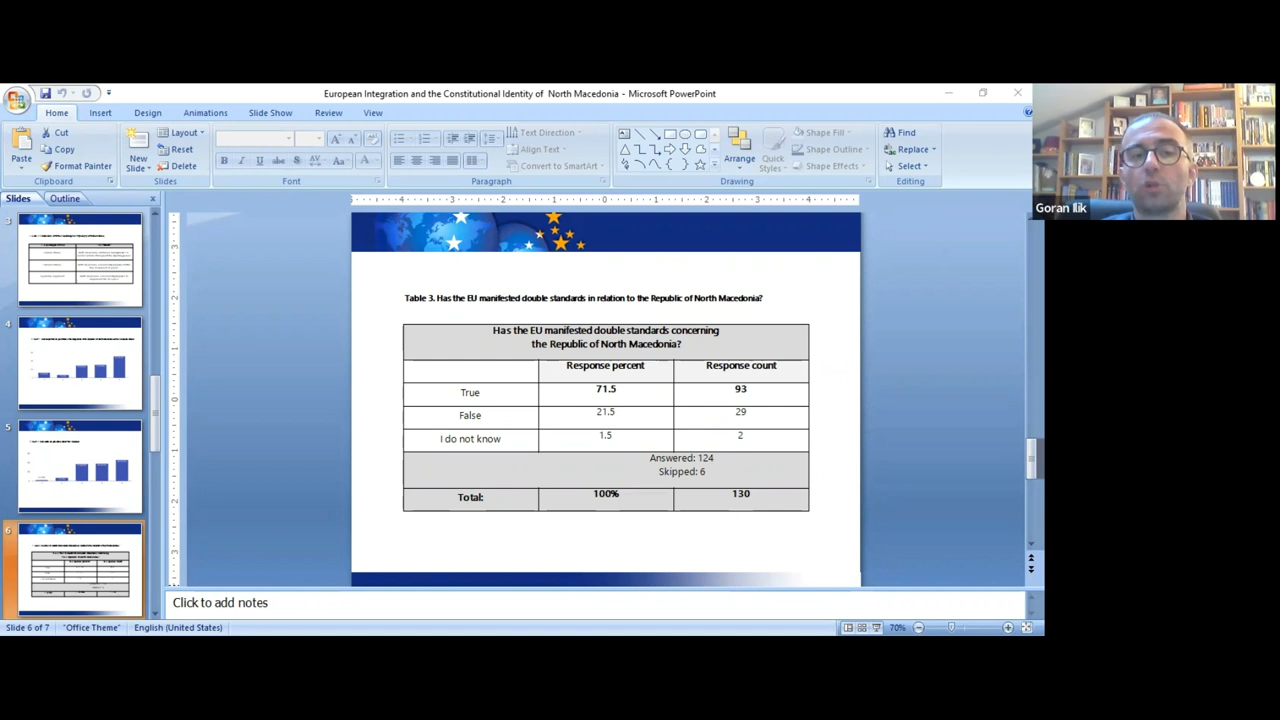 European Integration and the Constitutional Identity of North Macedonia - Microsoft PowerPoint
Home Insert Design Animations Slide Show Review View
Paste
Cut
Copy
Format Painter
Clipboard
New Slide
Layout
Reset
Delete
Slides
Font
Text Direction
Align Text
Convert to SmartArt
Paragraph
Arrange
Quick Styles
Shape Fill
Shape Outline
Shape Effects
Drawing
Find
Replace
Select
Editing
Goran Ilik
Slides Outline
3
4
5
6
Table 3. Has the EU manifested double standards in relation to the Republic of North Macedonia?
Has the EU manifested double standards concerning
the Republic of North Macedonia?
Response percent Response count
True 71.5 93
False 21.5 29
I do not know 1.5 2
Answered: 124
Skipped: 6
Total: 100% 130
Click to add notes
Slide 6 of 7 "Office Theme" English (United States) 70%